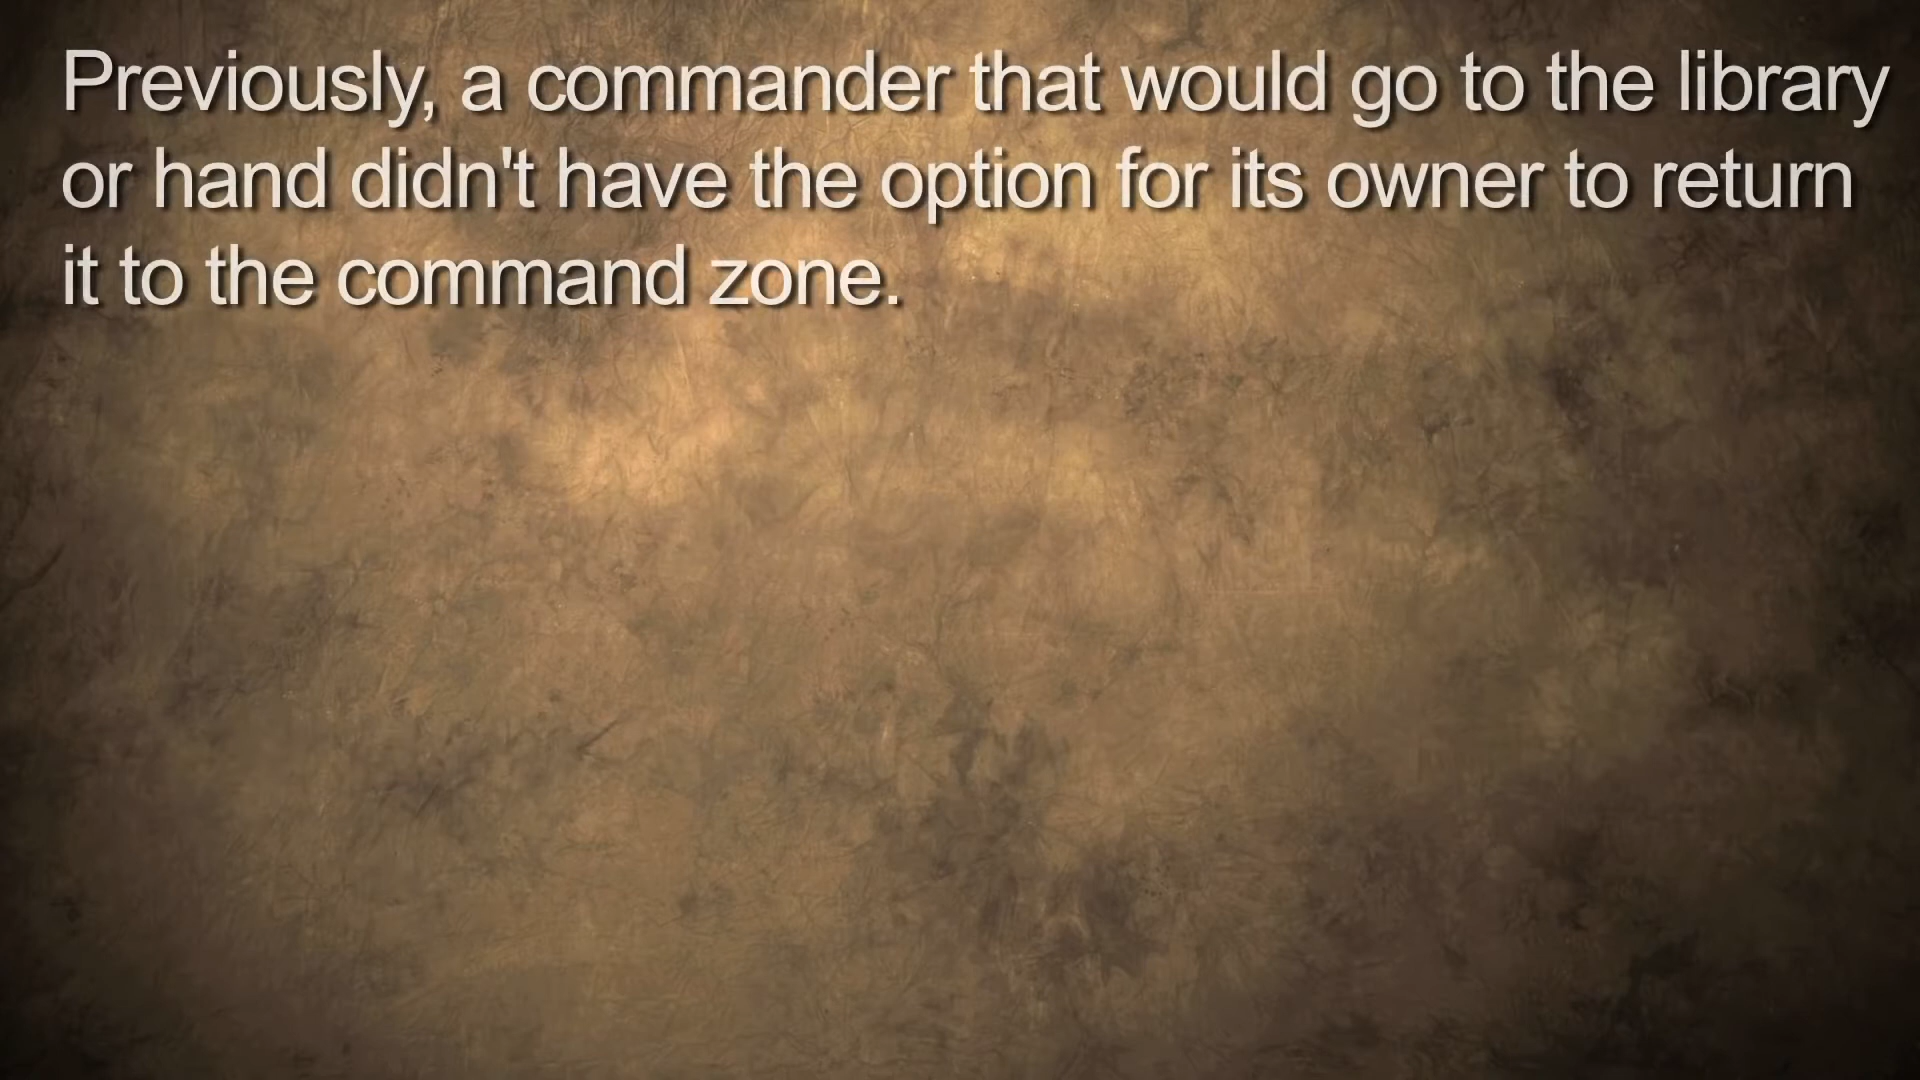 Previously, a commander that would go to the library
or hand didn't have the option for its owner to return
it to the command zone.